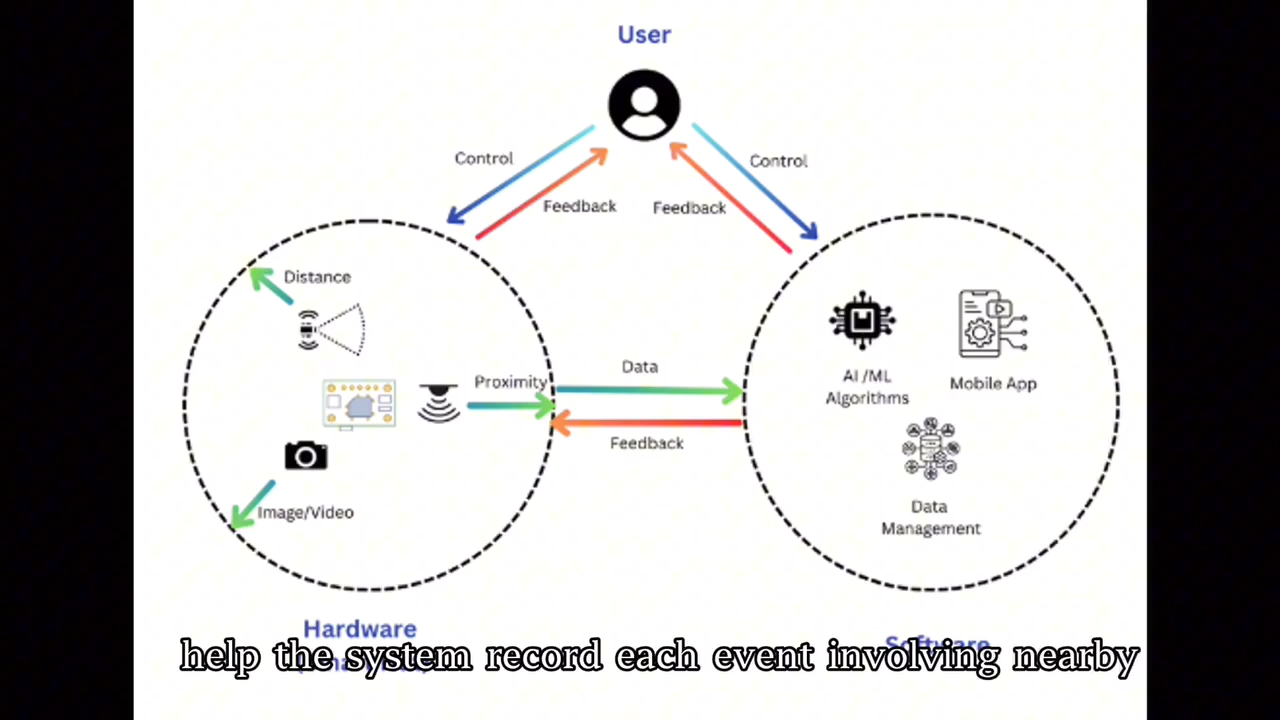 User
Control
Control
Feedback
Feedback
Distance
Proximity
Image/Video
Data
Feedback
AI /ML
Algorithms
Mobile App
Data
Management
Hardware
Software
help the system record each event involving nearby